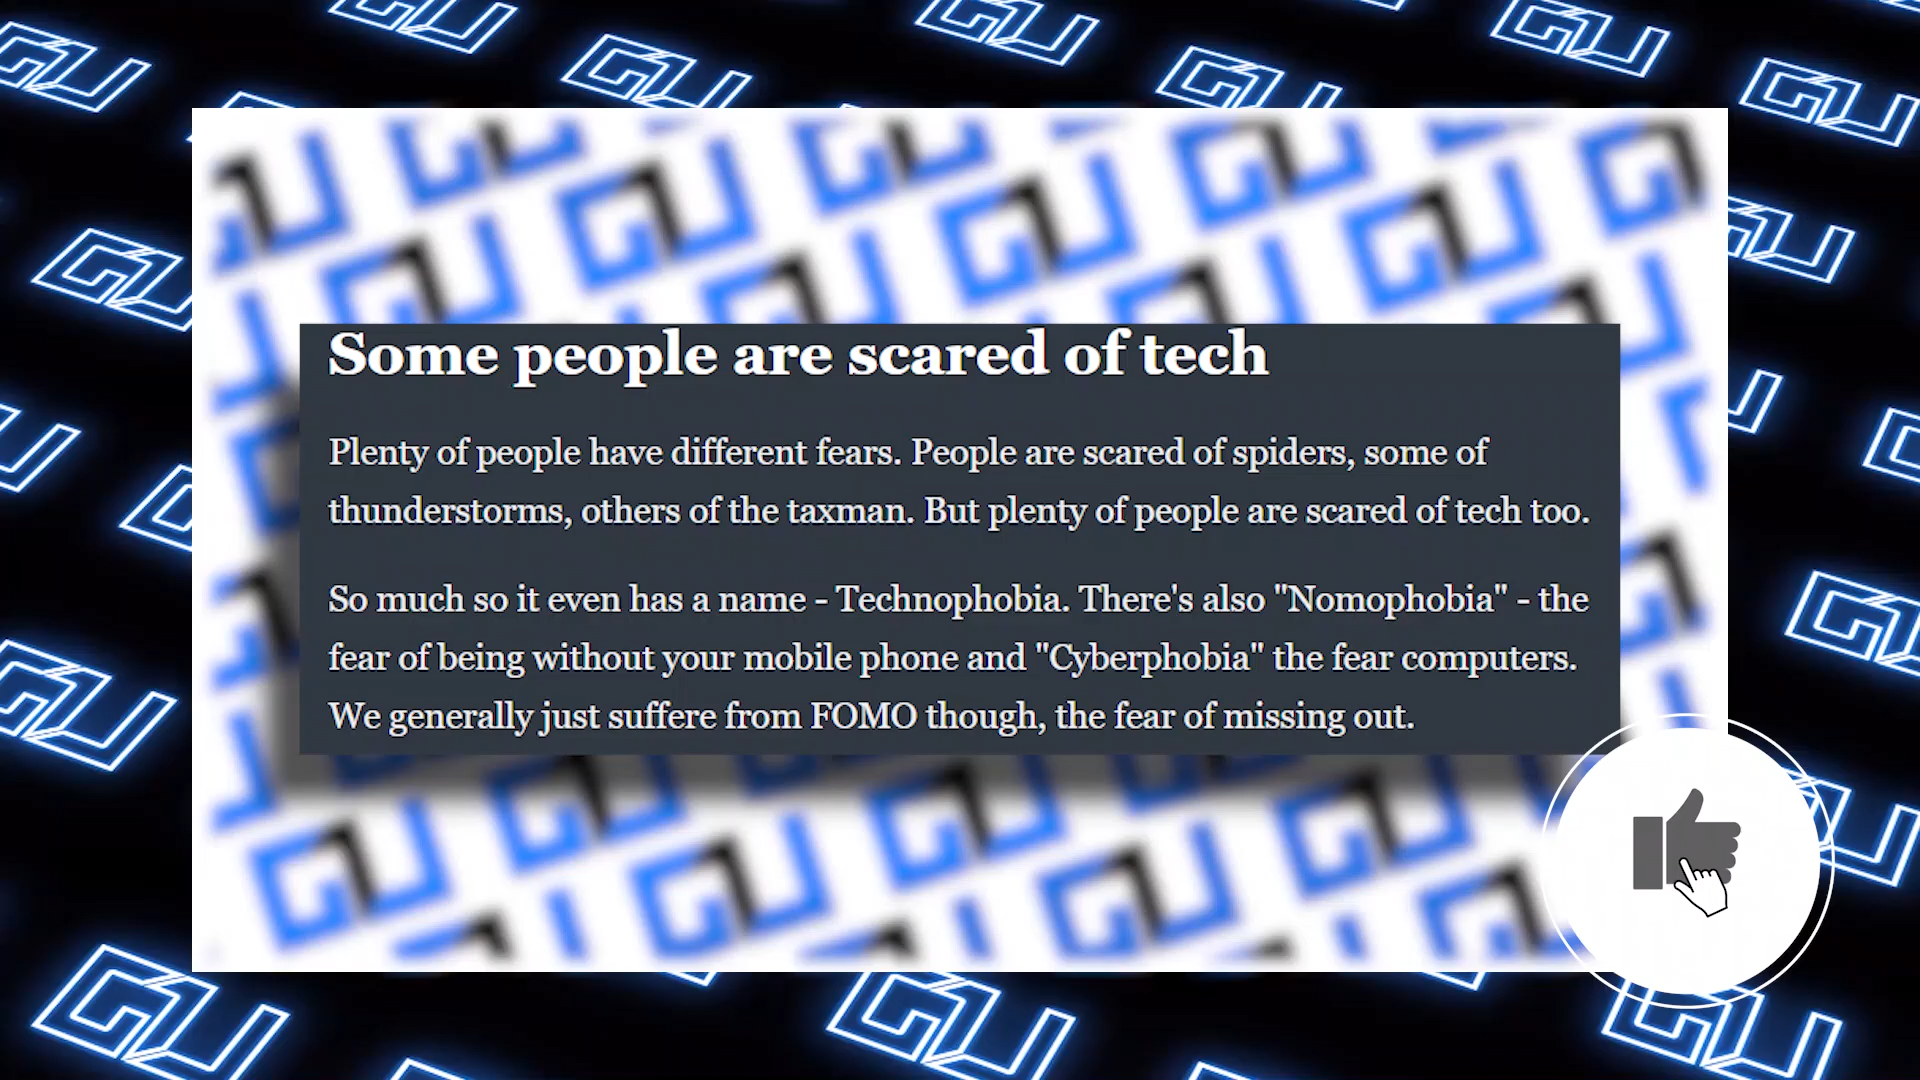 Some people are scared of tech
Plenty of people have different fears. People are scared of spiders, some of
thunderstorms, others of the taxman. But plenty of people are scared of tech too.
So much so it even has a name - Technophobia. There's also "Nomophobia" - the
fear of being without your mobile phone and "Cyberphobia" the fear computers.
We generally just suffere from FOMO though, the fear of missing out.